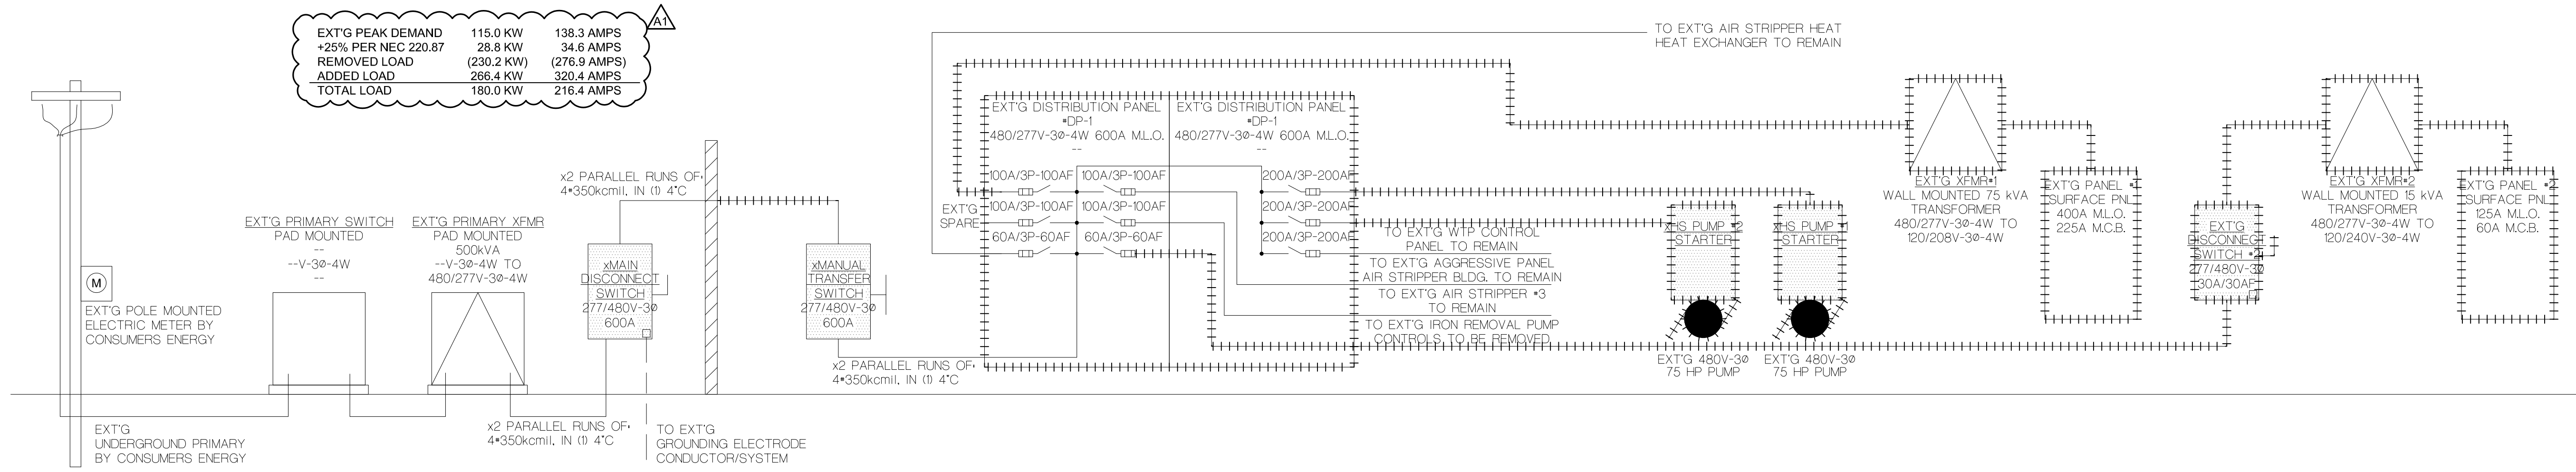 A1
EXT'G PEAK DEMAND 115.0 KW 138.3 AMPS
+25% PER NEC 220.87 28.8 KW 34.6 AMPS
REMOVED LOAD (230.2 KW) (276.9 AMPS)
ADDED LOAD 266.4 KW 320.4 AMPS
TOTAL LOAD 180.0 KW 216.4 AMPS
M
EXT'G POLE MOUNTED
ELECTRIC METER BY
CONSUMERS ENERGY
EXT'G
UNDERGROUND PRIMARY
BY CONSUMERS ENERGY
EXT'G PRIMARY SWITCH
PAD MOUNTED
--
--V-3Ø-4W
--
EXT'G PRIMARY XFMR
PAD MOUNTED
500kVA
--V-3Ø-4W TO
480/277V-3Ø-4W
x2 PARALLEL RUNS OF:
4#350kcmil, IN (1) 4"C
xMAIN
DISCONNECT
SWITCH
277/480V-3Ø
600A
x2 PARALLEL RUNS OF:
4#350kcmil, IN (1) 4"C
TO EXT'G
GROUNDING ELECTRODE
CONDUCTOR/SYSTEM
xMANUAL
TRANSFER
SWITCH
277/480V-3Ø
600A
x2 PARALLEL RUNS OF:
4#350kcmil, IN (1) 4"C
TO EXT'G AIR STRIPPER HEAT
HEAT EXCHANGER TO REMAIN
EXT'G DISTRIBUTION PANEL
#DP-1
480/277V-3Ø-4W 600A M.L.O.
--
EXT'G DISTRIBUTION PANEL
#DP-1
480/277V-3Ø-4W 600A M.L.O.
--
100A/3P-100AF 100A/3P-100AF 200A/3P-200AF
EXT'G
SPARE
100A/3P-100AF 100A/3P-100AF 200A/3P-200AF
60A/3P-60AF 60A/3P-60AF 200A/3P-200AF
TO EXT'G WTP CONTROL
PANEL TO REMAIN
TO EXT'G AGGRESSIVE PANEL
AIR STRIPPER BLDG. TO REMAIN
TO EXT'G AIR STRIPPER #3
TO REMAIN
TO EXT'G IRON REMOVAL PUMP
CONTROLS TO BE REMOVED
xHS PUMP #2
STARTER
xHS PUMP #1
STARTER
EXT'G 480V-3Ø
75 HP PUMP
EXT'G 480V-3Ø
75 HP PUMP
EXT'G XFMR#1
WALL MOUNTED 75 kVA
TRANSFORMER
480/277V-3Ø-4W TO
120/208V-3Ø-4W
EXT'G PANEL #1
SURFACE PNL
400A M.L.O.
225A M.C.B.
EXT'G
DISCONNECT
SWITCH #2
277/480V-3Ø
30A/30AF
EXT'G XFMR#2
WALL MOUNTED 15 kVA
TRANSFORMER
480/277V-3Ø-4W TO
120/240V-3Ø-4W
EXT'G PANEL #2
SURFACE PNL
125A M.L.O.
60A M.C.B.